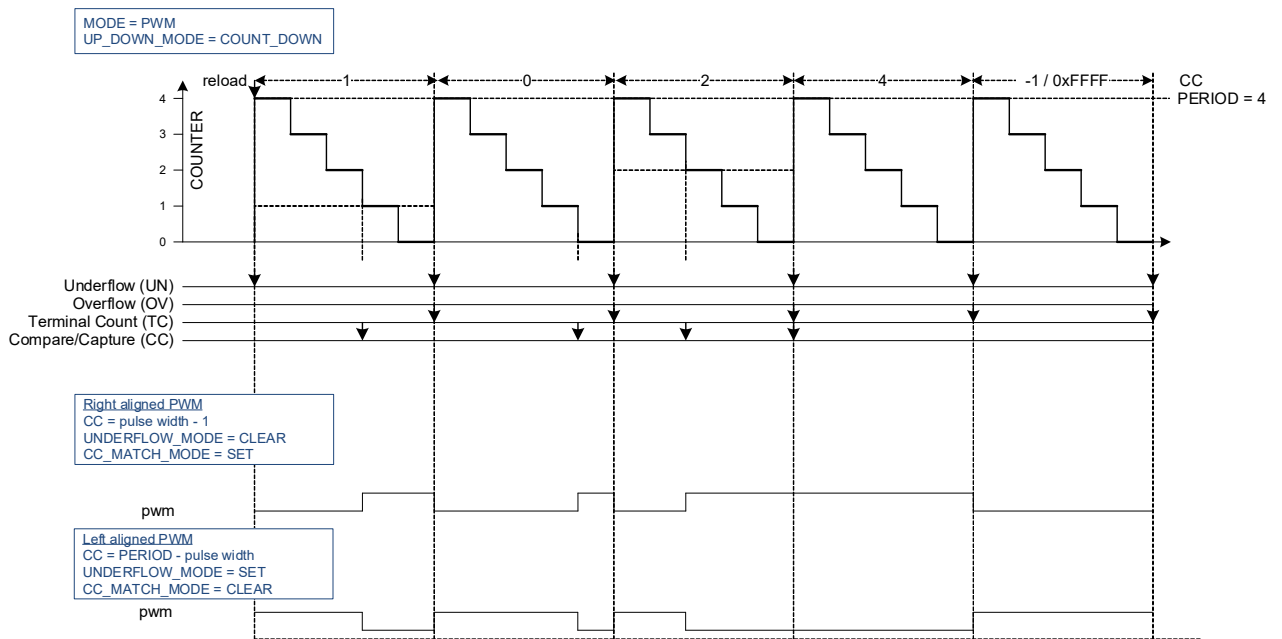 MODE = PWM
UP_DOWN_MODE = COUNT_DOWN
reload 1 0 2 4 -1 / 0xFFFF CC
4 PERIOD = 4
3
2
1
0
COUNTER
Underflow (UN)
Overflow (OV)
Terminal Count (TC)
Compare/Capture (CC)
Right aligned PWM
CC = pulse width - 1
UNDERFLOW_MODE = CLEAR
CC_MATCH_MODE = SET
pwm
Left aligned PWM
CC = PERIOD - pulse width
UNDERFLOW_MODE = SET
CC_MATCH_MODE = CLEAR
pwm